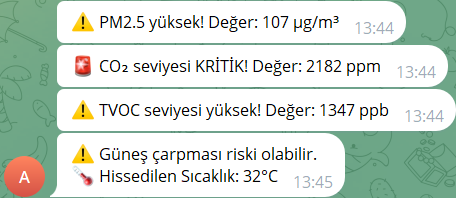 ⚠️ PM2.5 yüksek! Değer: 107 µg/m³
13:44
🚨 CO₂ seviyesi KRİTİK! Değer: 2182 ppm
13:44
⚠️ TVOC seviyesi yüksek! Değer: 1347 ppb
13:44
⚠️ Güneş çarpması riski olabilir.
🌡️ Hissedilen Sıcaklık: 32°C
13:45
A